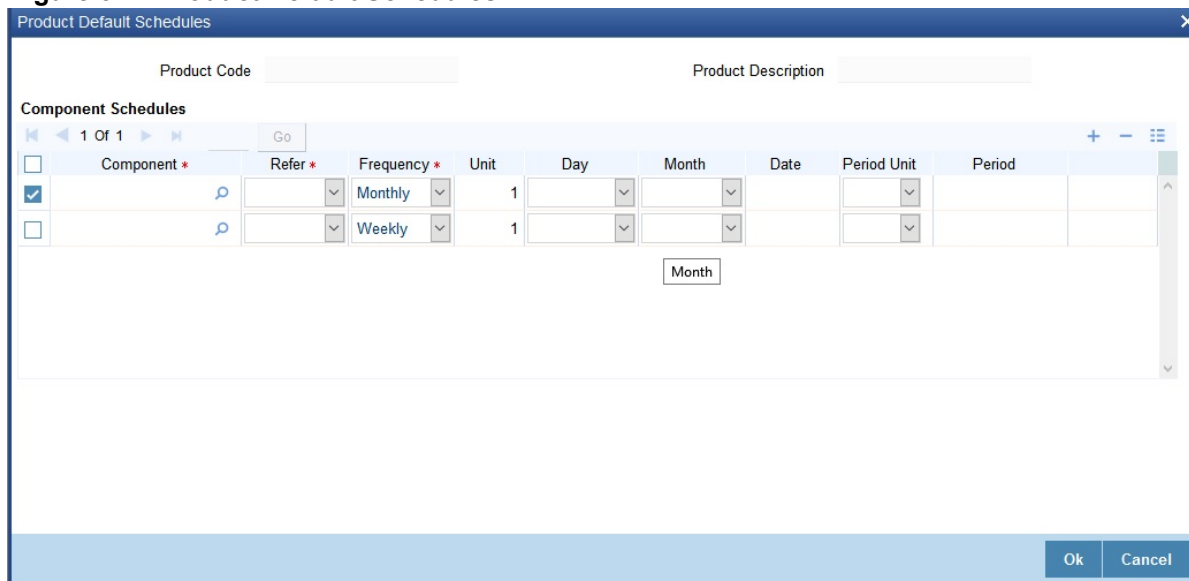 Product Default Schedules
Product Code
Product Description
Component Schedules
1 Of 1
Go
Component * Refer * Frequency * Unit Day Month Date Period Unit Period
Monthly 1
Weekly 1
Month
Ok Cancel